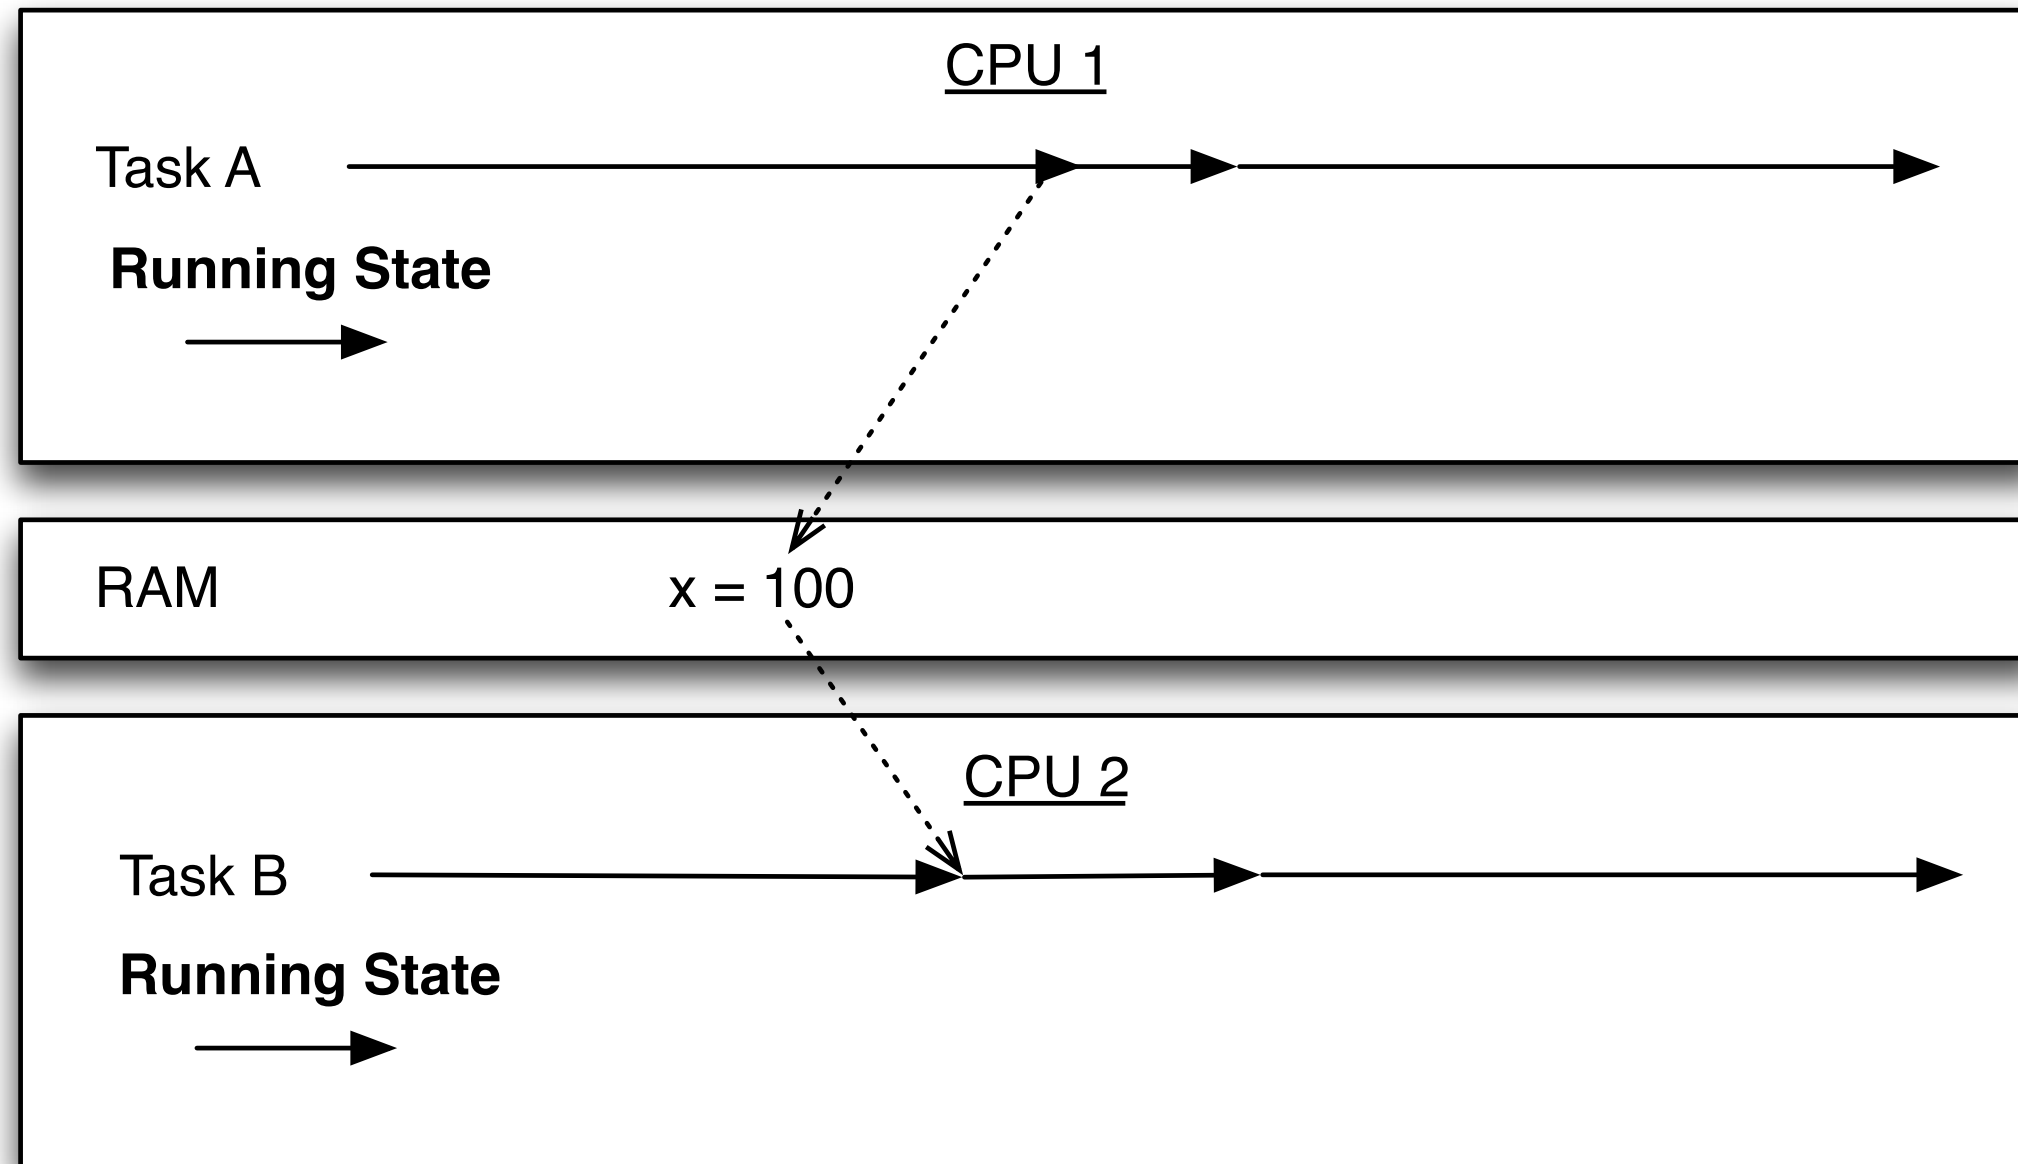 CPU 1
Task A
Running State
RAM
x = 100
CPU 2
Task B
Running State